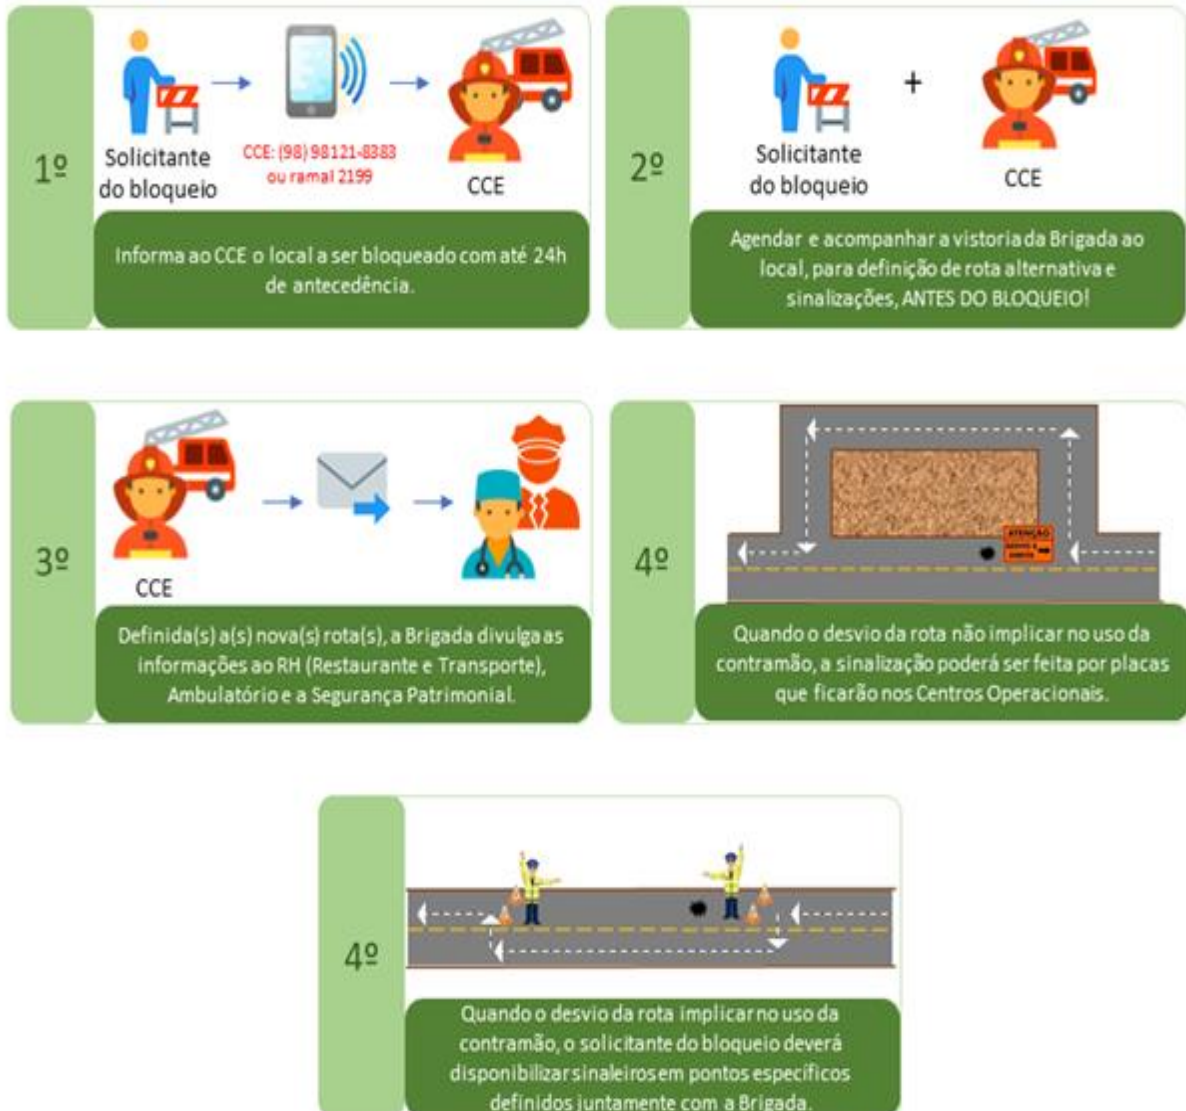 1º
Solicitante
do bloqueio
CCE: (98) 98121-8383
ou ramal 2199
CCE
Informa ao CCE o local a ser bloqueado com até 24h
de antecedência.
2º
Solicitante
do bloqueio
+
CCE
Agendar e acompanhar a vistoria da Brigada ao
local, para definição de rota alternativa e
sinalizações, ANTES DO BLOQUEIO!
3º
CCE
Definida(s) a(s) nova(s) rota(s), a Brigada divulga as
informações ao RH (Restaurante e Transporte),
Ambulatório e a Segurança Patrimonial.
4º
ATENÇÃO
Quando o desvio da rota não implicar no uso da
contramão, a sinalização poderá ser feita por placas
que ficarão nos Centros Operacionais.
4º
Quando o desvio da rota implicar no uso da
contramão, o solicitante do bloqueio deverá
disponibilizar sinaleiros em pontos específicos
definidos juntamente com a Brigada.